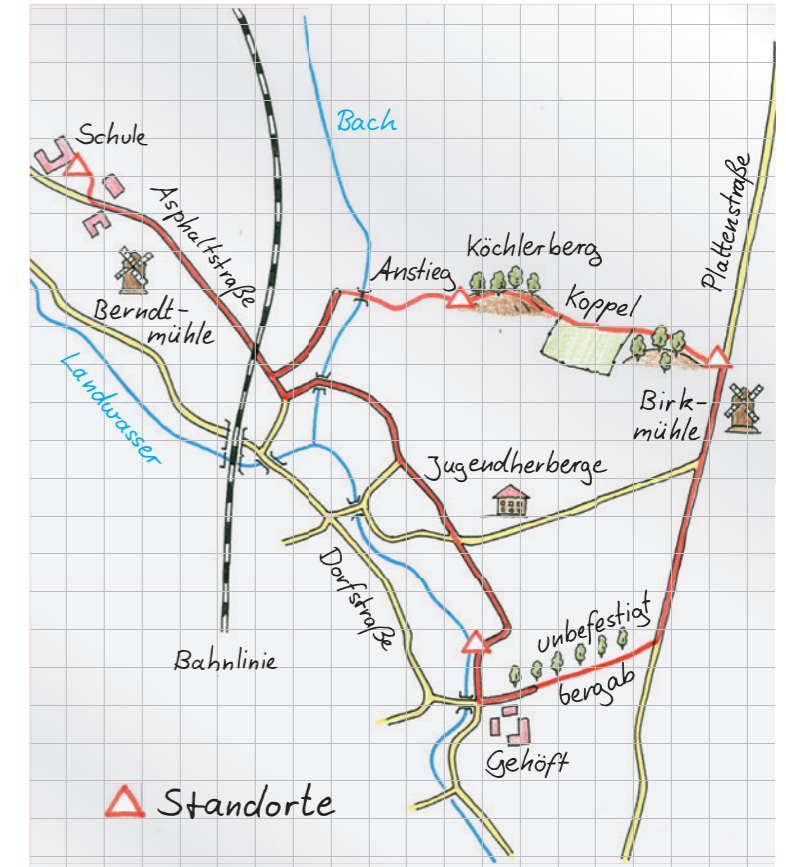 Bach
Schule
Asphaltstraße
Plattenstraße
Köchlerberg
Anstieg
Koppel
Berndt-
mühle
Landwasser
Birk-
mühle
Jugendherberge
Dorfstraße
unbefestigt
Bahnlinie
bergab
Gehöft
Standorte